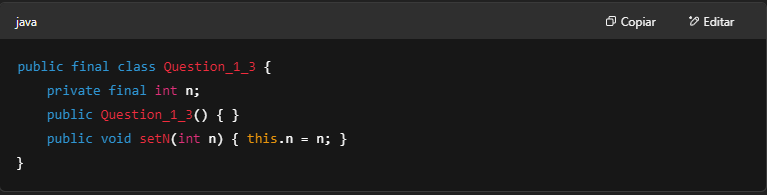 java Copiar Editar
public final class Question_1_3 {
    private final int n;
    public Question_1_3() { }
    public void setN(int n) { this.n = n; }
}